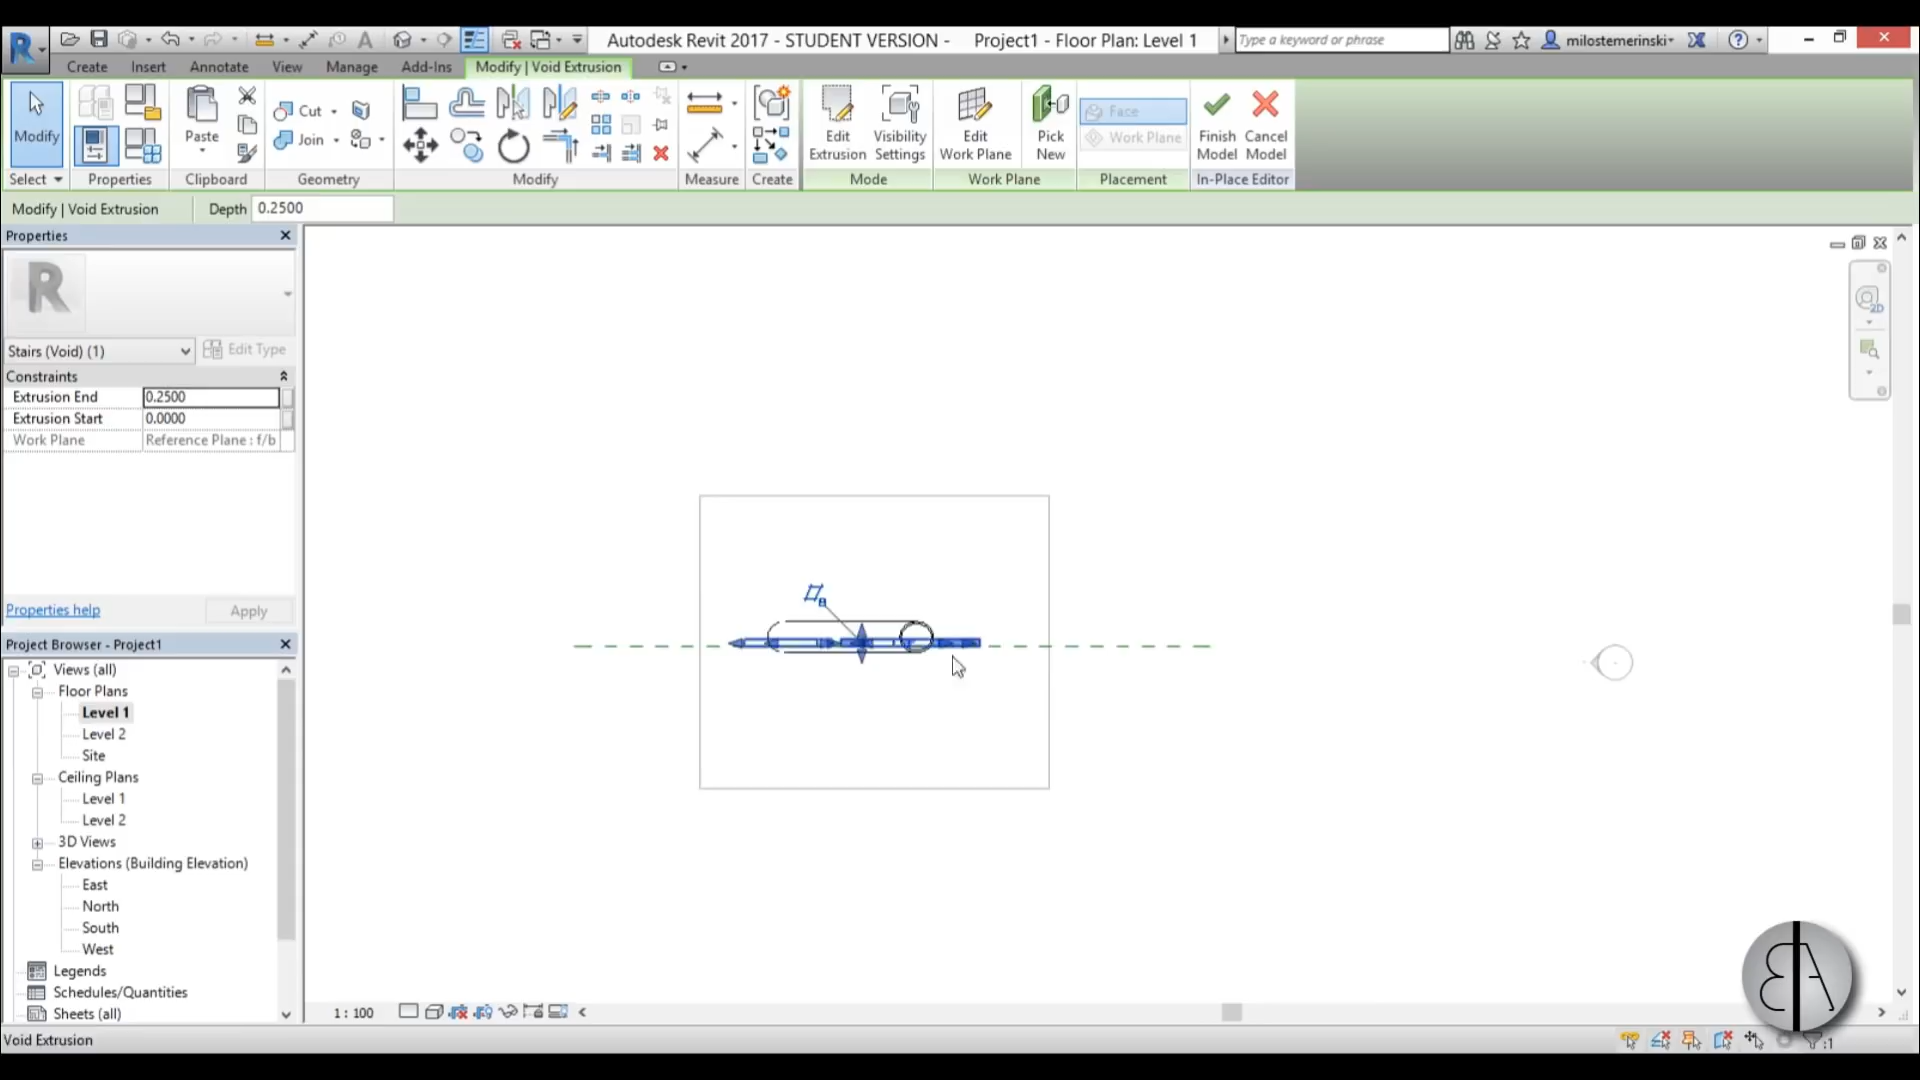 Autodesk Revit 2017 - STUDENT VERSION - Project1 - Floor Plan: Level 1
Type a keyword or phrase
milostemerinski
Create Insert Annotate View Manage Add-Ins Modify | Void Extrusion
Modify
Paste
Cut
Join
Edit Extrusion
Visibility Settings
Edit Work Plane
Pick New
Face
Work Plane
Finish Model
Cancel Model
Select Properties Clipboard Geometry Modify Measure Create Mode Work Plane Placement In-Place Editor
Modify | Void Extrusion Depth 0.2500
Properties
R
Stairs (Void) (1) Edit Type
Constraints
Extrusion End 0.2500
Extrusion Start 0.0000
Work Plane Reference Plane : f/b
Properties help Apply
Project Browser - Project1
Views (all)
Floor Plans
Level 1
Level 2
Site
Ceiling Plans
Level 1
Level 2
3D Views
Elevations (Building Elevation)
East
North
South
West
Legends
Schedules/Quantities
Sheets (all)
2D
1 : 100
BA
Void Extrusion
:1